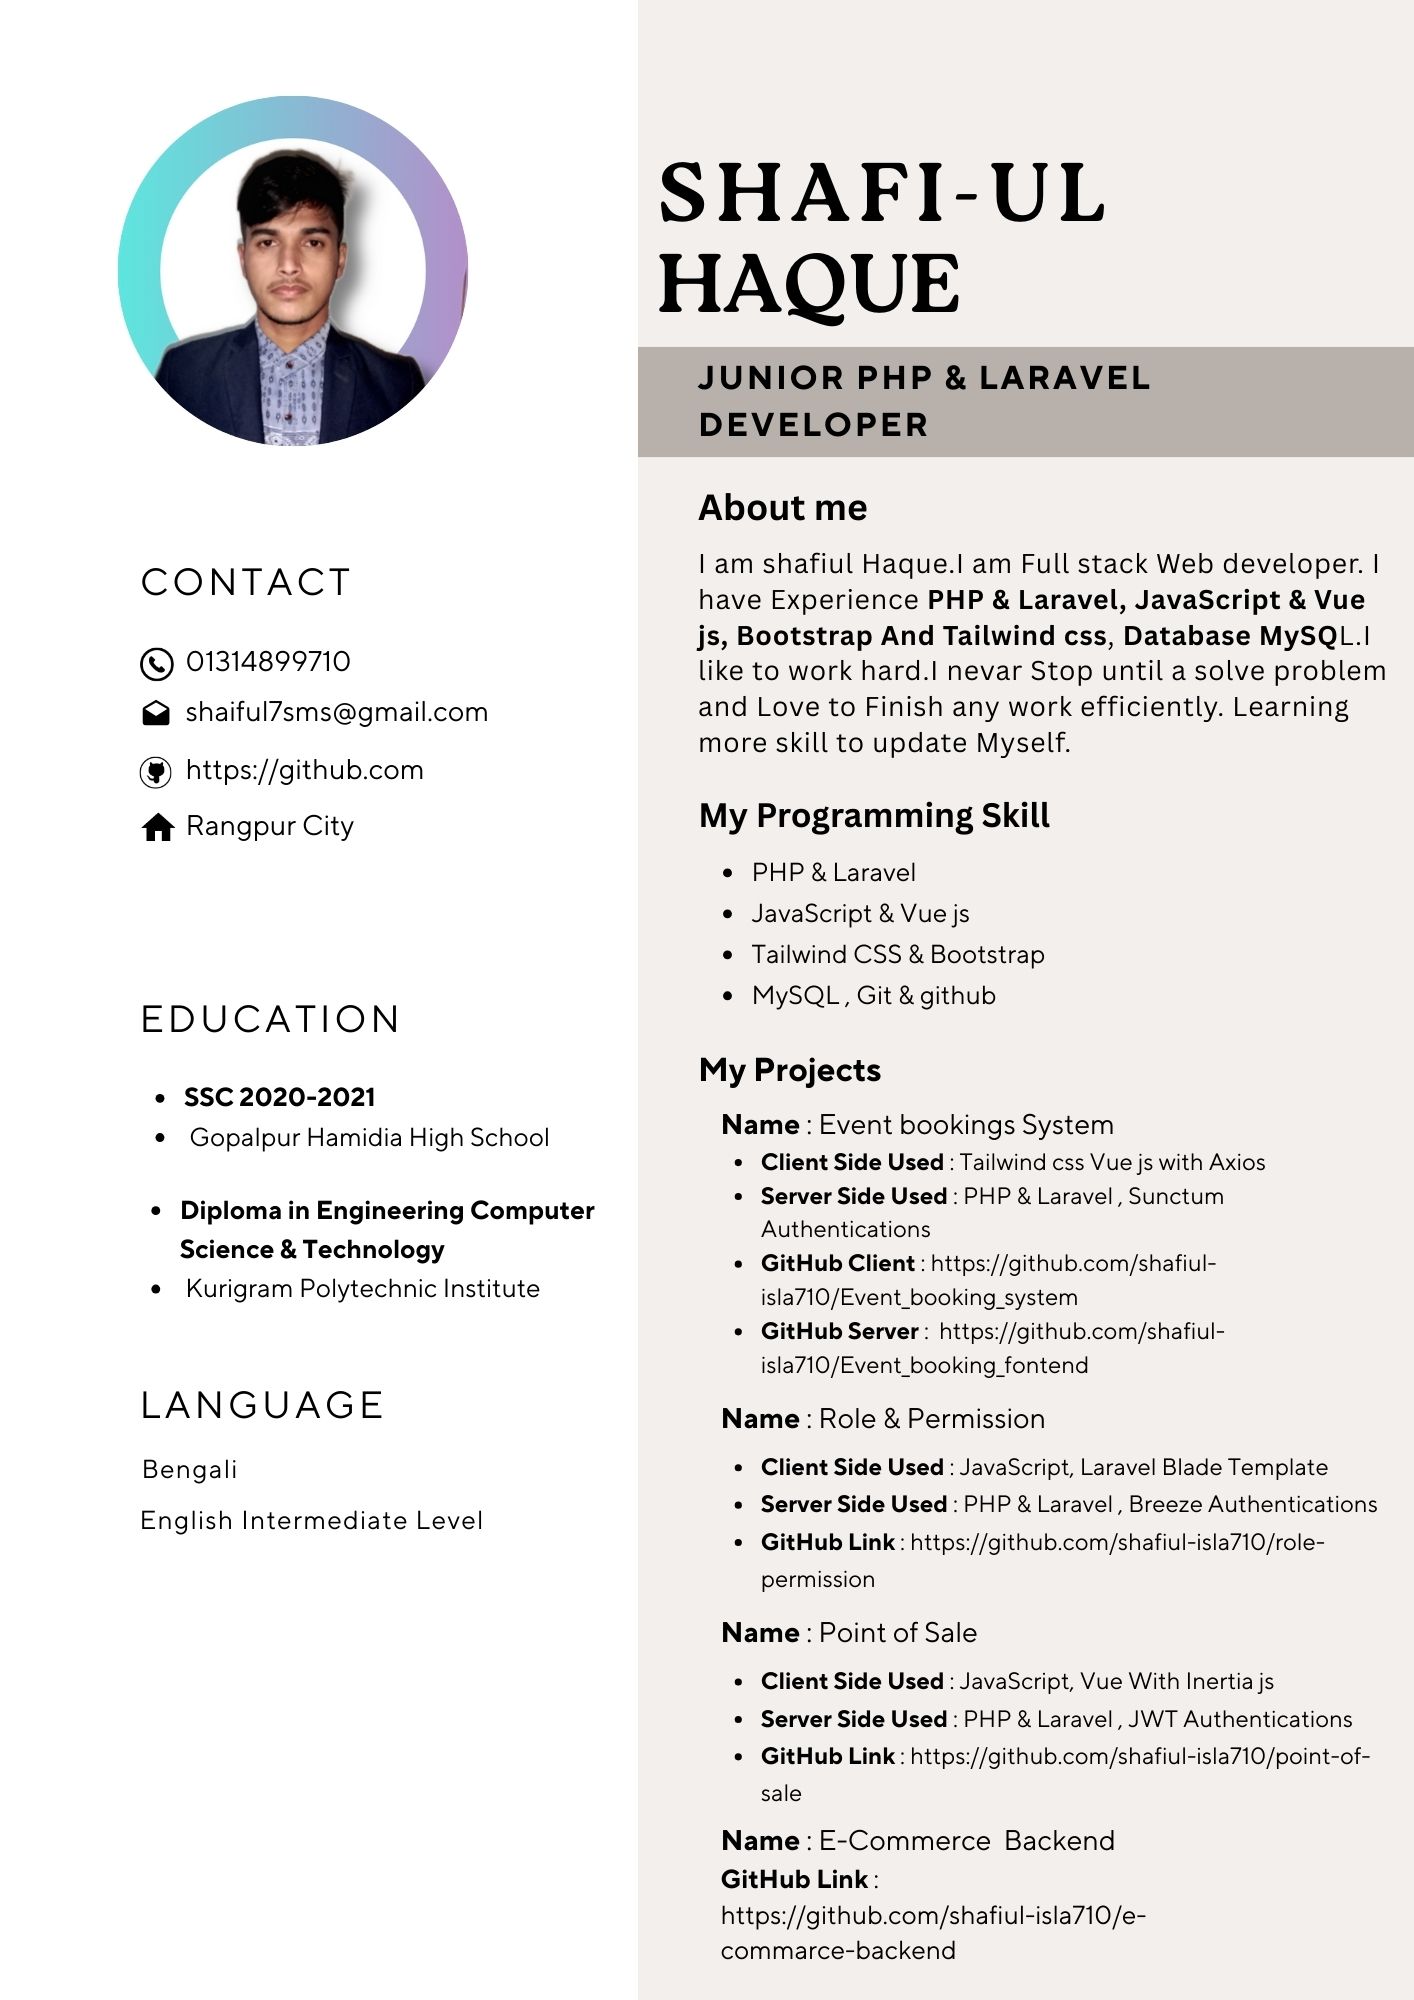 SHAFI-UL
HAQUE
JUNIOR PHP & LARAVEL
DEVELOPER
CONTACT
01314899710
shaiful7sms@gmail.com
https://github.com
Rangpur City
EDUCATION
• SSC 2020-2021
• Gopalpur Hamidia High School
• Diploma in Engineering Computer
Science & Technology
• Kurigram Polytechnic Institute
LANGUAGE
Bengali
English Intermediate Level
About me
I am shafiul Haque.I am Full stack Web developer. I
have Experience PHP & Laravel, JavaScript & Vue
js, Bootstrap And Tailwind css, Database MySQL.I
like to work hard.I nevar Stop until a solve problem
and Love to Finish any work efficiently. Learning
more skill to update Myself.
My Programming Skill
• PHP & Laravel
• JavaScript & Vue js
• Tailwind CSS & Bootstrap
• MySQL , Git & github
My Projects
Name : Event bookings System
• Client Side Used : Tailwind css Vue js with Axios
• Server Side Used : PHP & Laravel , Sunctum
Authentications
• GitHub Client : https://github.com/shafiul-
isla710/Event_booking_system
• GitHub Server :  https://github.com/shafiul-
isla710/Event_booking_fontend
Name : Role & Permission
• Client Side Used : JavaScript, Laravel Blade Template
• Server Side Used : PHP & Laravel , Breeze Authentications
• GitHub Link : https://github.com/shafiul-isla710/role-
permission
Name : Point of Sale
• Client Side Used : JavaScript, Vue With Inertia js
• Server Side Used : PHP & Laravel , JWT Authentications
• GitHub Link : https://github.com/shafiul-isla710/point-of-
sale
Name : E-Commerce  Backend
GitHub Link :
https://github.com/shafiul-isla710/e-
commarce-backend